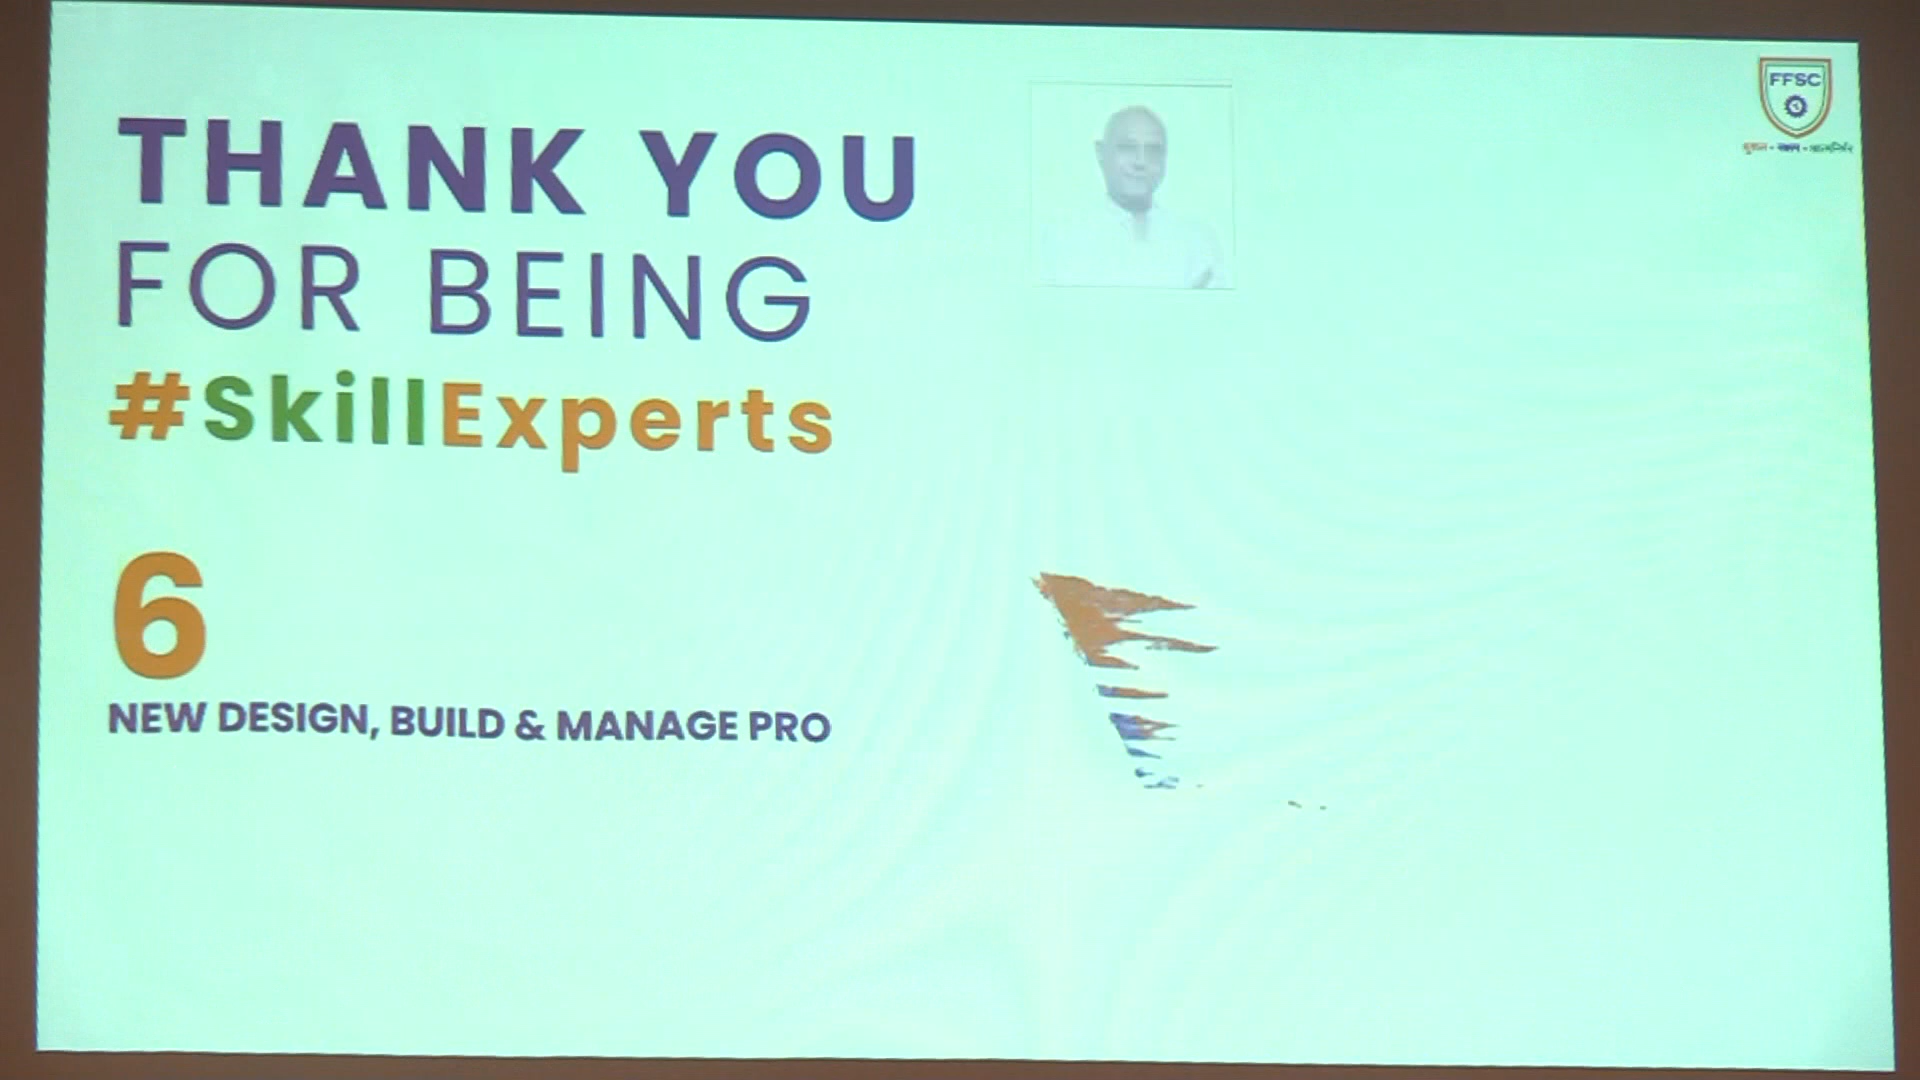 THANK YOU
FOR BEING
#SkillExperts
6
NEW DESIGN, BUILD & MANAGE PRO
FFSC